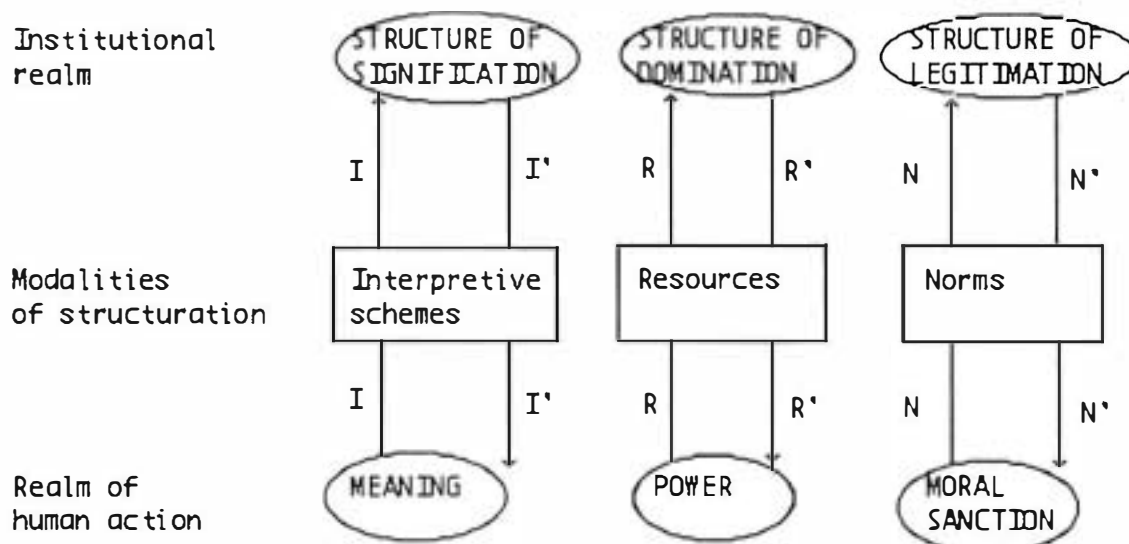 Institutional
realm
STRUCTURE OF
SIGNIFICATION
STRUCTURE OF
DOMINATION
STRUCTURE OF
LEGITIMATION
I
I'
R
R'
N
N'
Modalities
of structuration
Interpretive
schemes
Resources
Norms
I
I'
R
R'
N
N'
Realm of
human action
MEANING
POWER
MORAL
SANCTION